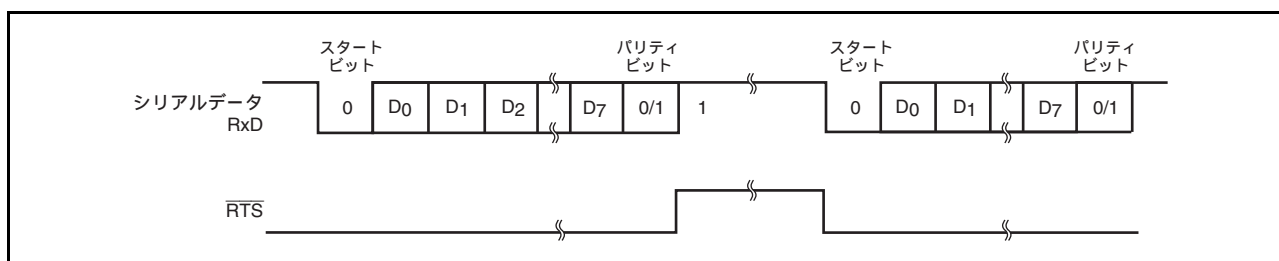 スタート
ビット
パリティ
ビット
スタート
ビット
パリティ
ビット
シリアルデータ
RxD
0 D0 D1 D2 D7 0/1 1 0 D0 D1 D7 0/1
RTS